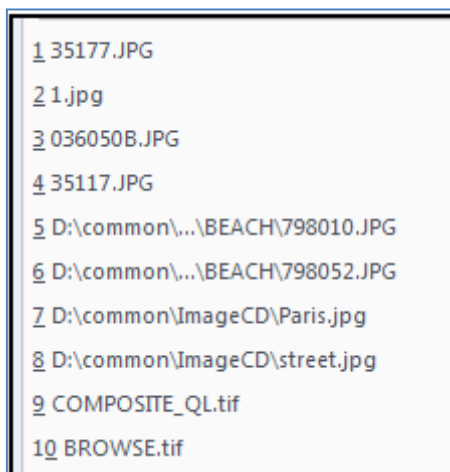 1 35177.JPG
2 1.jpg
3 036050B.JPG
4 35117.JPG
5 D:\common\...\BEACH\798010.JPG
6 D:\common\...\BEACH\798052.JPG
7 D:\common\ImageCD\Paris.jpg
8 D:\common\ImageCD\street.jpg
9 COMPOSITE_QL.tif
10 BROWSE.tif